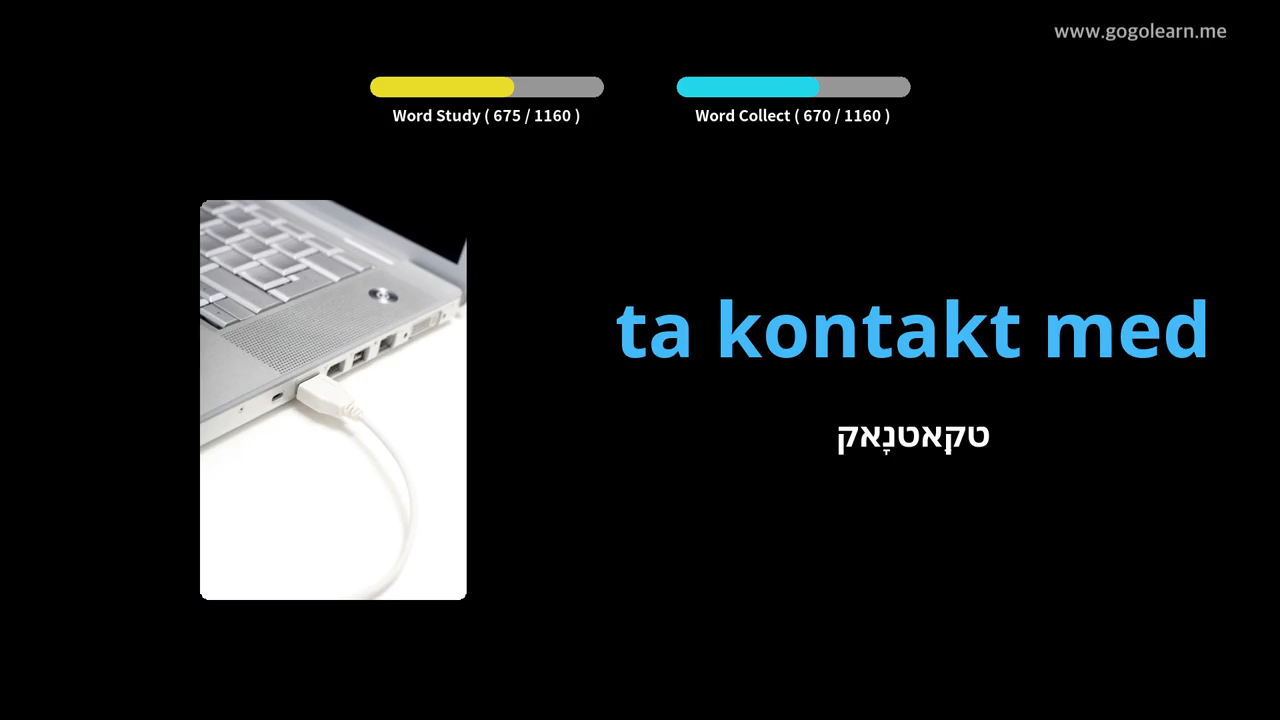 www.gogolearn.me
Word Study ( 675 / 1160 )
Word Collect ( 670 / 1160 )
ta kontakt med
טקַאטנָאק